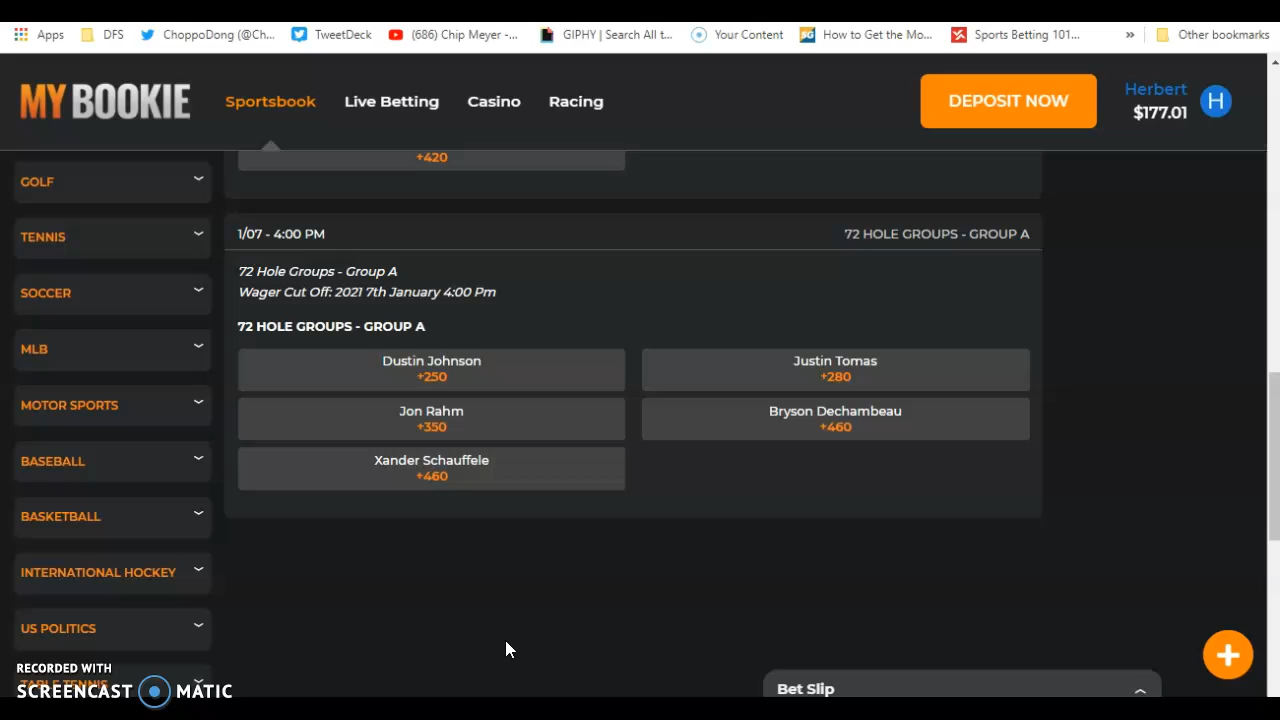 Apps DFS ChoppoDong (@Ch... TweetDeck (686) Chip Meyer -... GIPHY | Search All t... Your Content How to Get the Mo... Sports Betting 101... » Other bookmarks
MY BOOKIE Sportsbook Live Betting Casino Racing DEPOSIT NOW Herbert H
$177.01
+420
GOLF
TENNIS
SOCCER
MLB
MOTOR SPORTS
BASEBALL
BASKETBALL
INTERNATIONAL HOCKEY
US POLITICS
TABLE TENNIS
1/07 - 4:00 PM 72 HOLE GROUPS - GROUP A
72 Hole Groups - Group A
Wager Cut Off: 2021 7th January 4:00 Pm
72 HOLE GROUPS - GROUP A
Dustin Johnson
+250
Justin Tomas
+280
Jon Rahm
+350
Bryson Dechambeau
+460
Xander Schauffele
+460
Bet Slip
RECORDED WITH
SCREENCAST MATIC